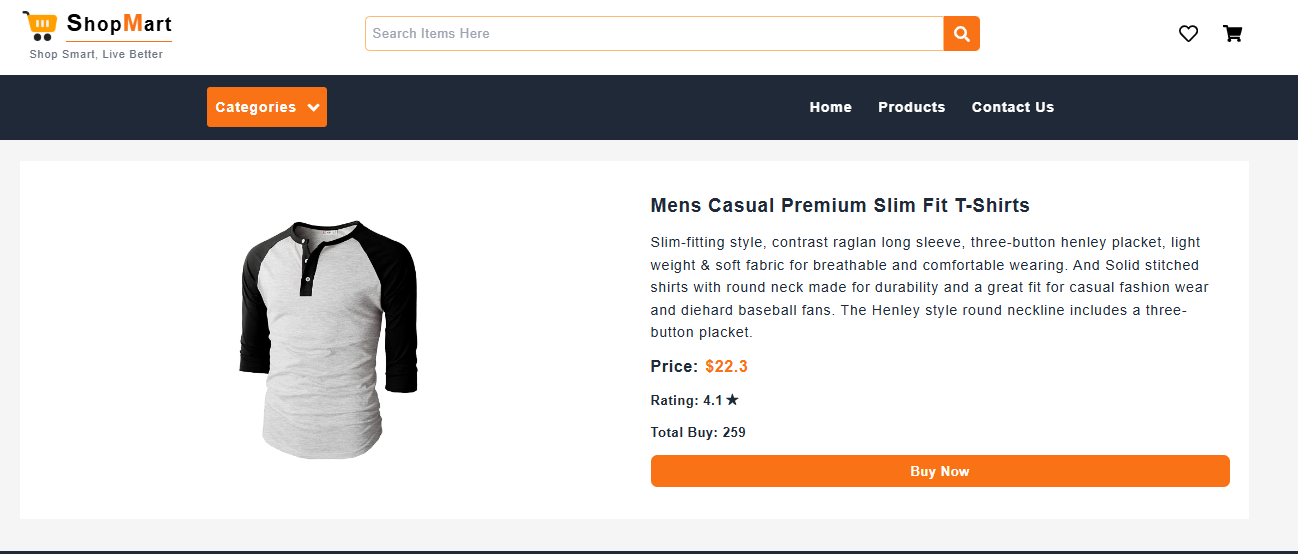 ShopMart
Shop Smart, Live Better
Search Items Here
Categories
Home
Products
Contact Us
Mens Casual Premium Slim Fit T-Shirts
Slim-fitting style, contrast raglan long sleeve, three-button henley placket, light
weight & soft fabric for breathable and comfortable wearing. And Solid stitched
shirts with round neck made for durability and a great fit for casual fashion wear
and diehard baseball fans. The Henley style round neckline includes a three-
button placket.
Price: $22.3
Rating: 4.1 ★
Total Buy: 259
Buy Now